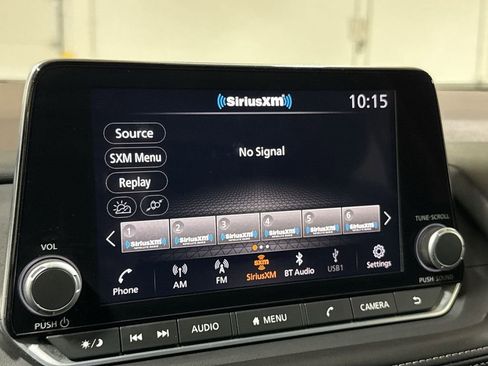 SiriusXM
10:15
Source
SXM Menu
No Signal
Replay
1 2 3 4 5 6
SiriusXM SiriusXM SiriusXM SiriusXM SiriusXM SiriusXM
VOL
TUNE·SCROLL
Phone
AM
FM
sxm
SiriusXM
BT Audio
USB1
Settings
PUSH
PUSH SOUND
AUDIO
MENU
CAMERA